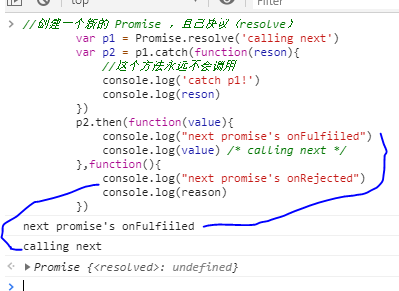 top
Filter
//创建一个新的 Promise ，且已决议（resolve）
var p1 = Promise.resolve('calling next')
var p2 = p1.catch(function(reson){
//这个方法永远不会调用
console.log('catch p1!')
console.log(reson)
})
p2.then(function(value){
console.log("next promise's onFulfiiled")
console.log(value) /* calling next */
},function(){
console.log("next promise's onRejected")
console.log(reason)
})
next promise's onFulfiiled
calling next
Promise {<resolved>: undefined}